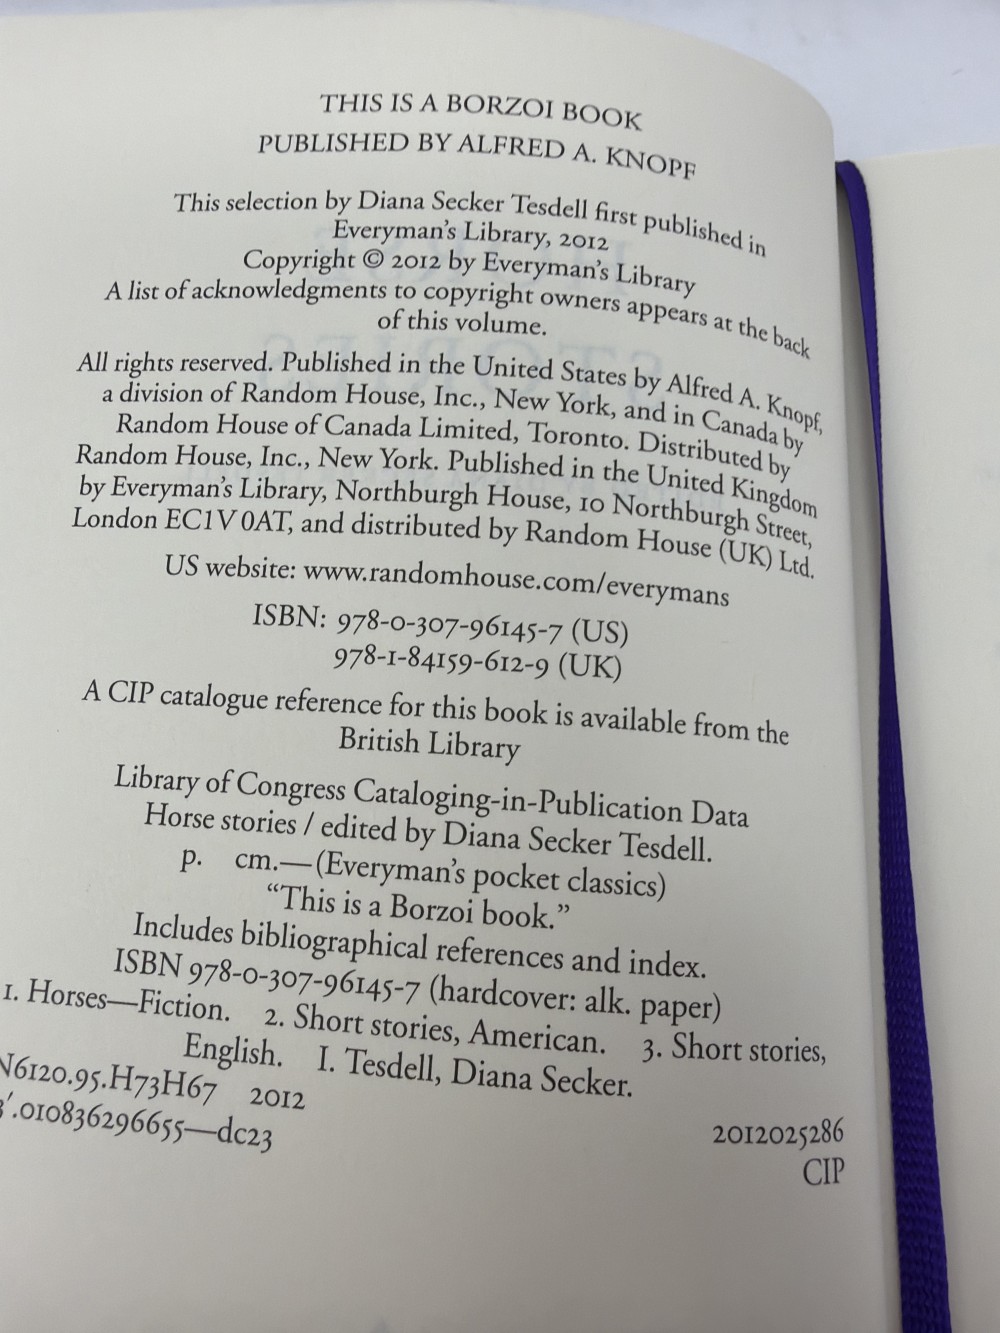 THIS IS A BORZOI BOOK
PUBLISHED BY ALFRED A. KNOPF
This selection by Diana Secker Tesdell first published in
Everyman's Library, 2012
Copyright © 2012 by Everyman's Library
A list of acknowledgments to copyright owners appears at the back
of this volume.
All rights reserved. Published in the United States by Alfred A. Knopf,
a division of Random House, Inc., New York, and in Canada by
Random House of Canada Limited, Toronto. Distributed by
Random House, Inc., New York. Published in the United Kingdom
by Everyman's Library, Northburgh House, 10 Northburgh Street,
London EC1V 0AT, and distributed by Random House (UK) Ltd.
US website: www.randomhouse.com/everymans
ISBN: 978-0-307-96145-7 (US)
978-1-84159-612-9 (UK)
A CIP catalogue reference for this book is available from the
British Library
Library of Congress Cataloging-in-Publication Data
Horse stories / edited by Diana Secker Tesdell.
p. cm.—(Everyman's pocket classics)
"This is a Borzoi book."
Includes bibliographical references and index.
ISBN 978-0-307-96145-7 (hardcover: alk. paper)
1. Horses—Fiction. 2. Short stories, American. 3. Short stories,
English. I. Tesdell, Diana Secker.
N6120.95.H73H67 2012
3'.010836296655—dc23
2012025286
CIP